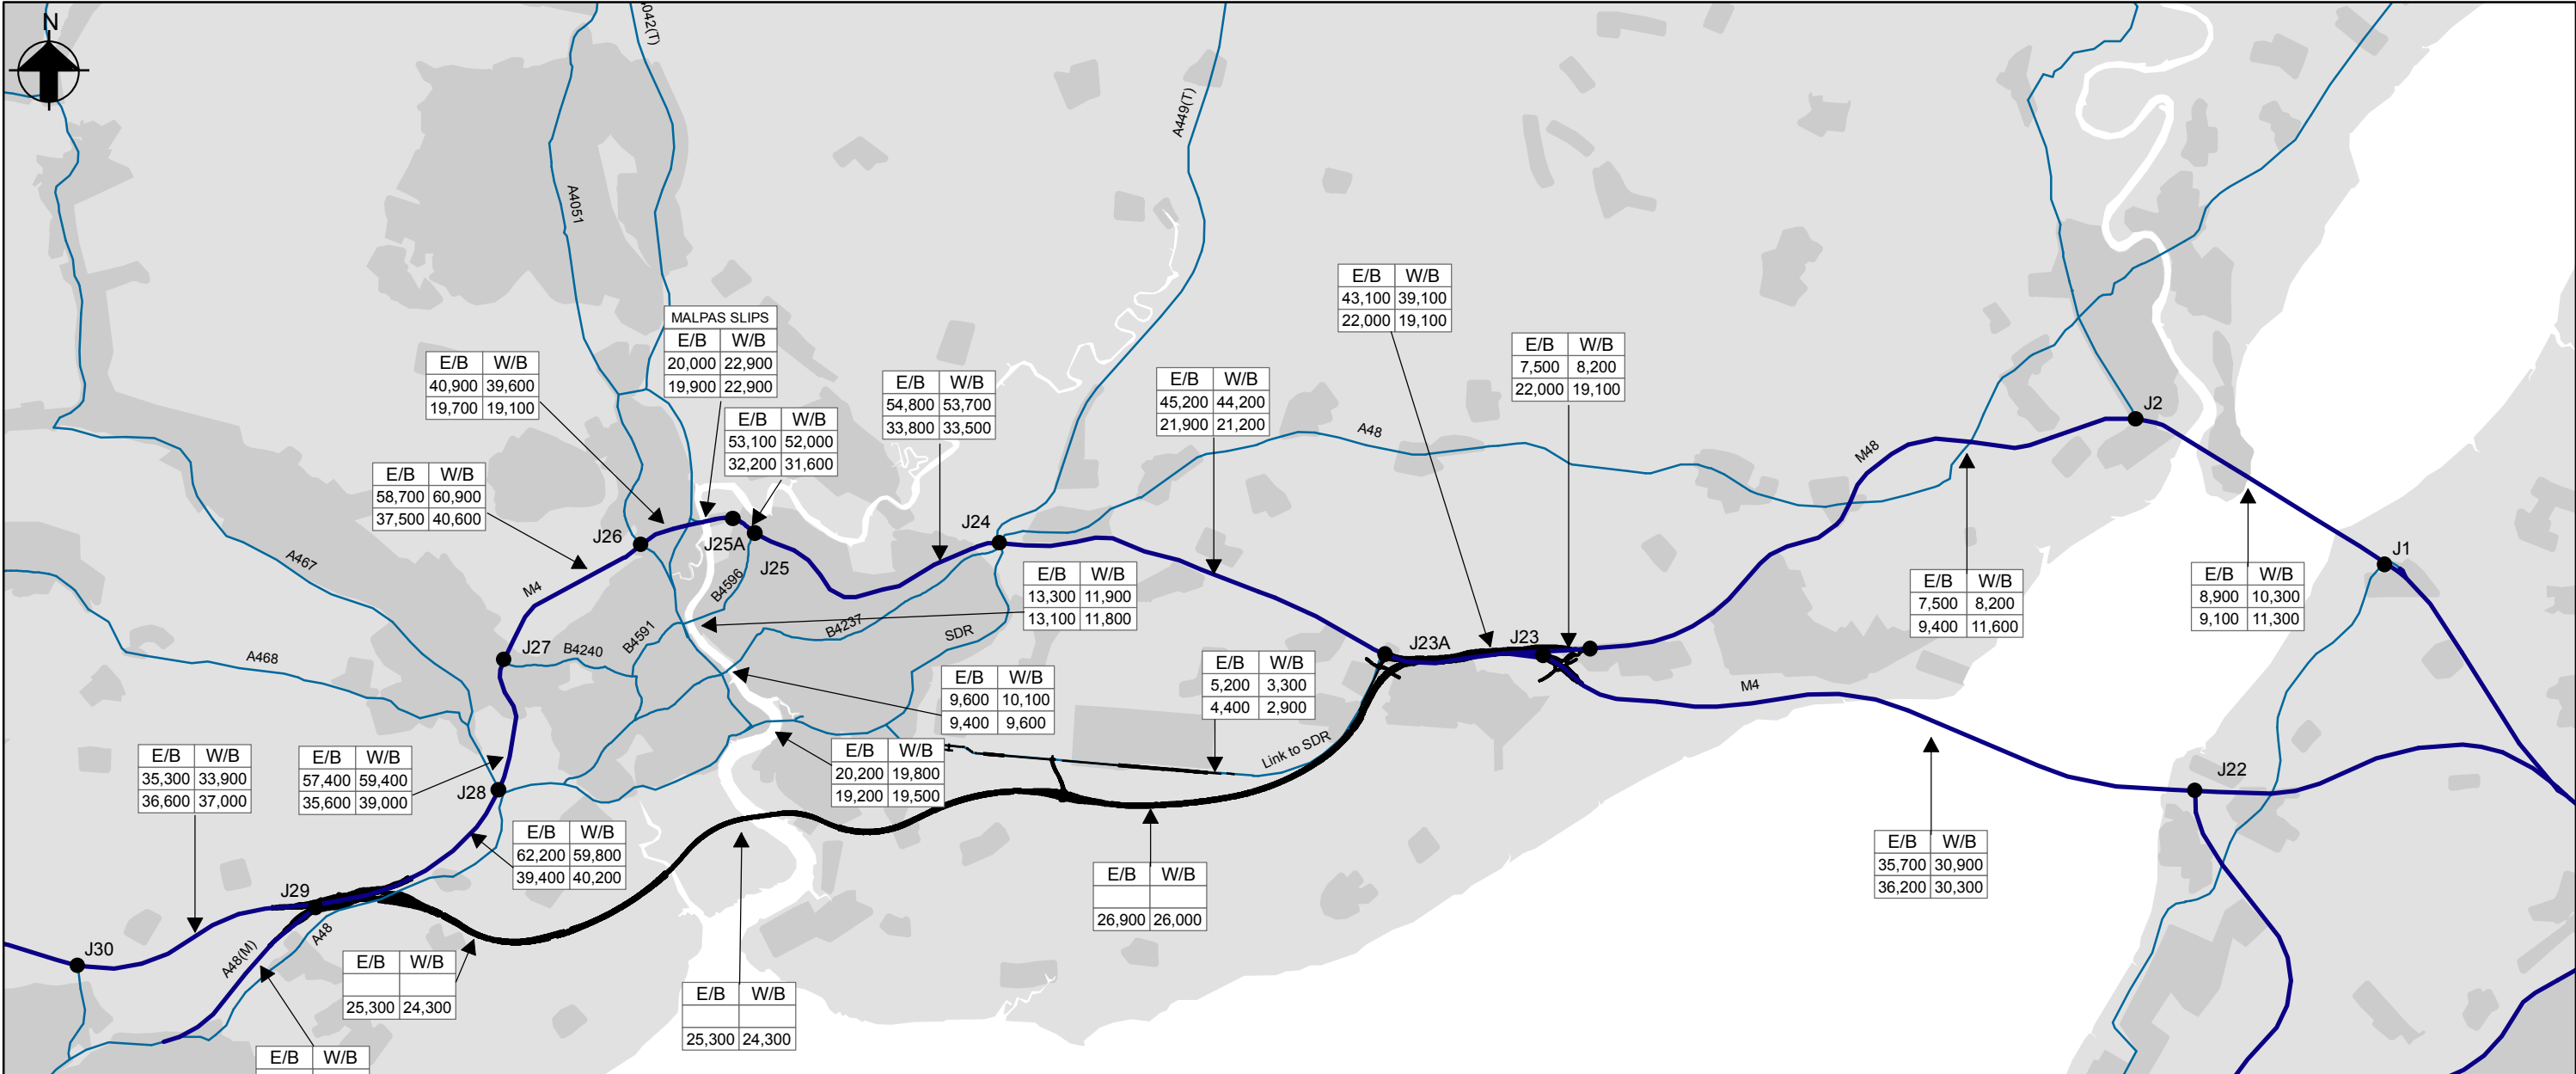 N
042(T)
A449(T)
A4051
E/B W/B
43,100 39,100
22,000 19,100
MALPAS SLIPS
E/B W/B
20,000 22,900
19,900 22,900
E/B W/B
7,500 8,200
22,000 19,100
E/B W/B
40,900 39,600
19,700 19,100
E/B W/B
54,800 53,700
33,800 33,500
E/B W/B
45,200 44,200
21,900 21,200
E/B W/B
53,100 52,000
32,200 31,600
J2
A48
M48
E/B W/B
58,700 60,900
37,500 40,600
J26
J25A
J25
J24
J1
A467
M4
B4596
E/B W/B
13,300 11,900
13,100 11,800
E/B W/B
7,500 8,200
9,400 11,600
E/B W/B
8,900 10,300
9,100 11,300
J27
B4240
B4591
B4237
SDR
J23A
J23
A468
E/B W/B
9,600 10,100
9,400 9,600
E/B W/B
5,200 3,300
4,400 2,900
M4
E/B W/B
35,300 33,900
36,600 37,000
E/B W/B
57,400 59,400
35,600 39,000
J28
E/B W/B
20,200 19,800
19,200 19,500
Link to SDR
J22
E/B W/B
62,200 59,800
39,400 40,200
E/B W/B
35,700 30,900
36,200 30,300
J29
E/B W/B
26,900 26,000
J30
A48(M)
A48
E/B W/B
25,300 24,300
E/B W/B
25,300 24,300
E/B W/B